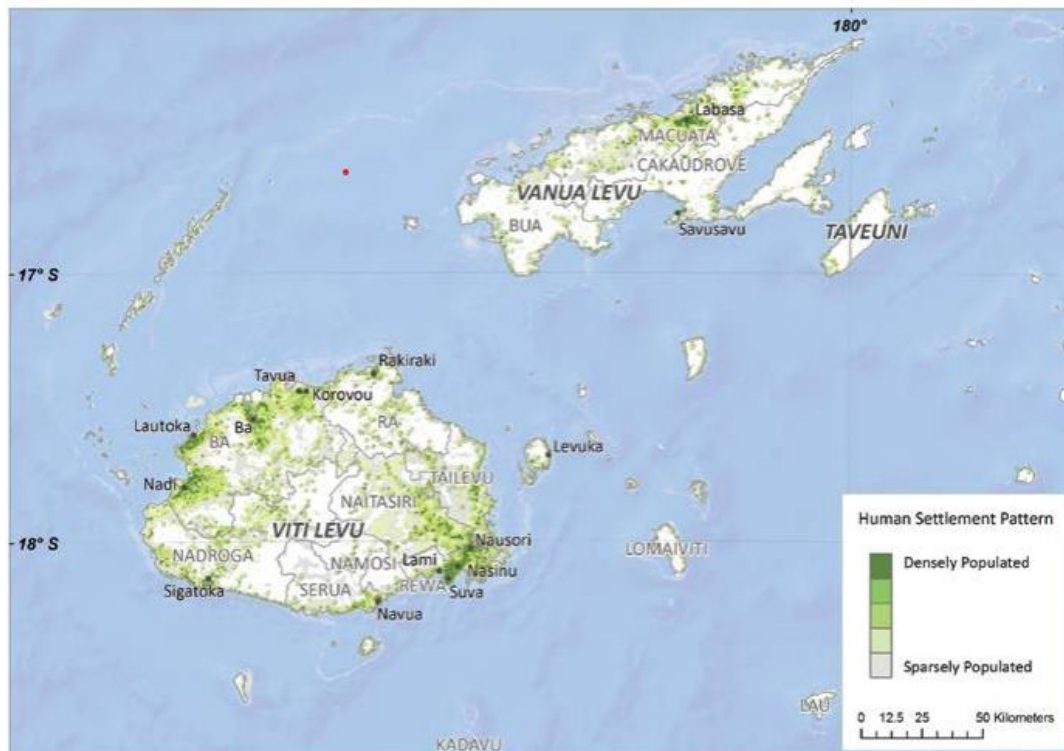 180°
Labasa
MACUATA
CAKAUDROVE
VANUA LEVU
BUA
Savusavu
TAVEUNI
17° S
Rakiraki
Tavua
Korovou
Lautoka
Ba
BA
RA
Levuka
TAILEVU
Nadi
NAITASIRI
VITI LEVU
Nausori
18° S
NADROGA
NAMOSI
Lami
Nasinu
LOMAIVITI
Sigatoka
SERUA
REWA
Suva
Navua
LAU
KADAVU
Human Settlement Pattern
Densely Populated
Sparsely Populated
0 12.5 25 50 Kilometers